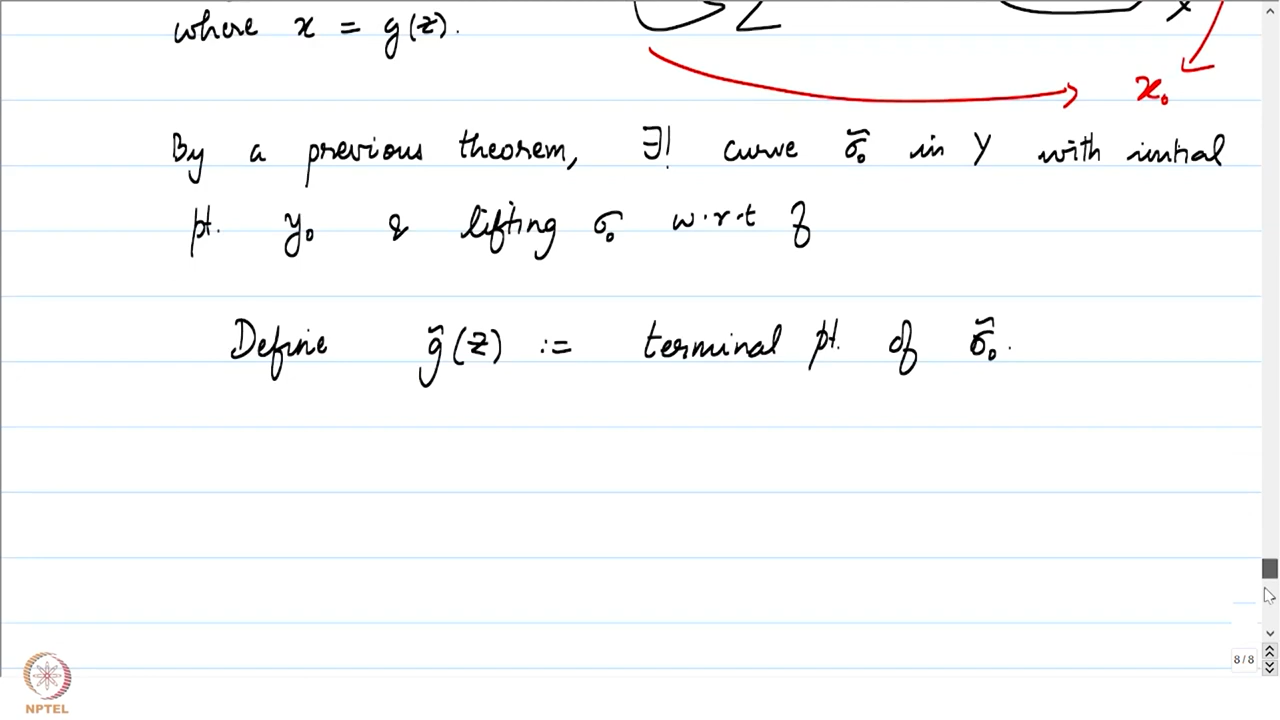 where x = g(z).
Z
X
x₀
By a previous theorem, ∃! curve σ̃₀ in Y with initial
pt. y₀ & lifting σ₀ w.r.t f
Define g̃(z) := terminal pt. of σ̃₀.
8/8
NPTEL